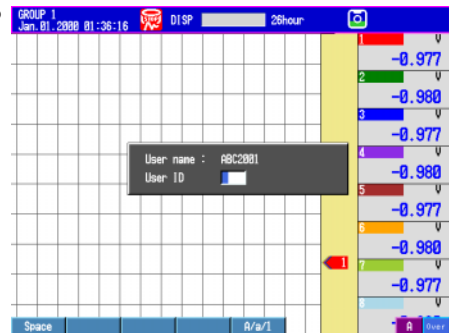 GROUP 1
Jan.01.2000 01:36:16
DISP
26hour
1 V
-0.977
2 V
-0.980
3 V
-0.977
4 V
-0.980
5 V
-0.977
6 V
-0.980
7 V
-0.977
8 V
User name : ABC2001
User ID
1
Space
A/a/1
A
Over